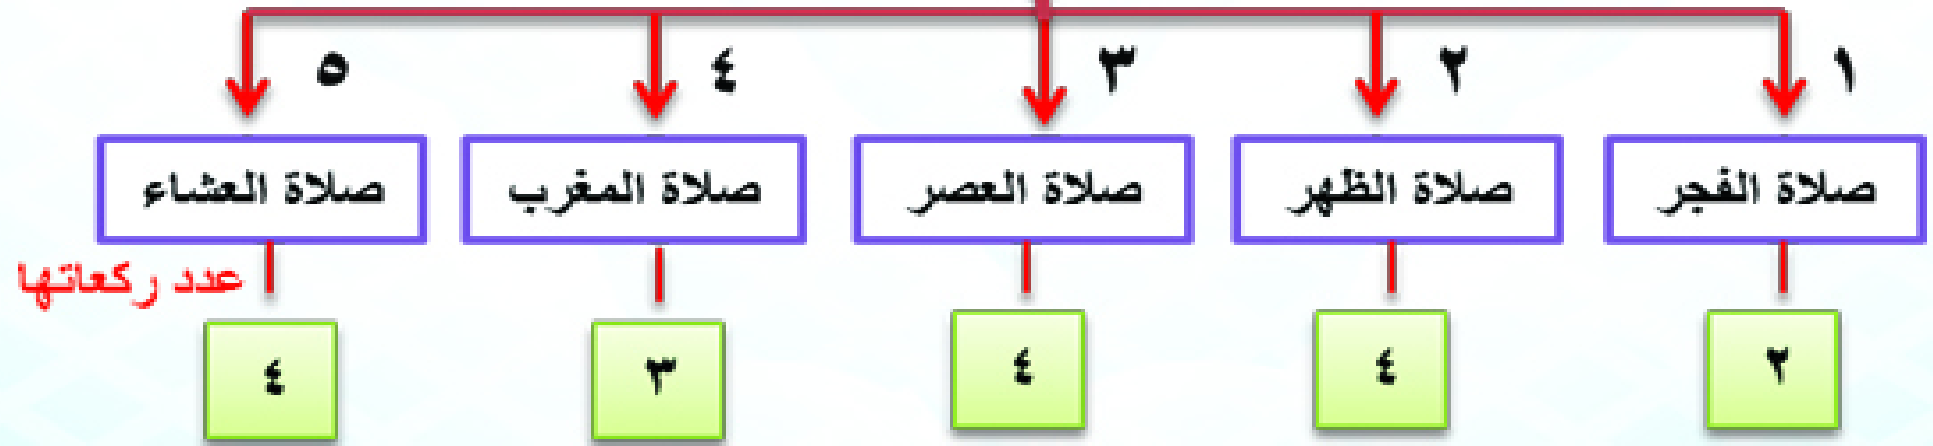 ١ ٢ ٣ ٤ ٥
صلاة الفجر صلاة الظهر صلاة العصر صلاة المغرب صلاة العشاء
عدد ركعاتها
٢ ٤ ٤ ٣ ٤